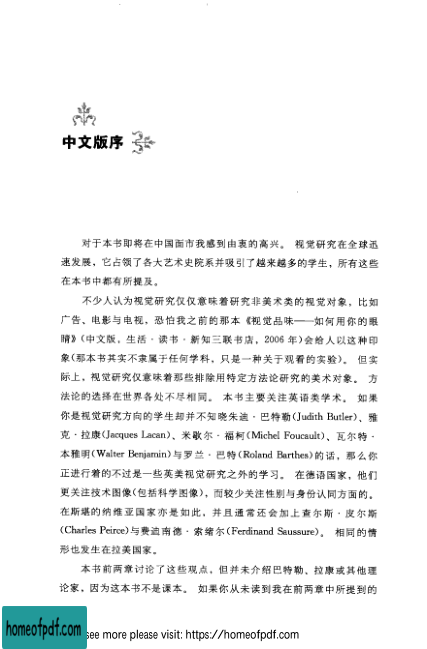 中文版序
对于本书即将在中国面市我感到由衷的高兴。 视觉研究在全球迅
速发展，它占领了各大艺术史院系并吸引了越来越多的学生，所有这些
在本书中都有所提及。
不少人认为视觉研究仅仅意味着研究非美术类的视觉对象，比如
广告、电影与电视，恐怕我之前的那本《视觉品味——如何用你的眼
睛》（中文版，生活·读书·新知三联书店，2006 年）会给人以这种印
象（那本书其实不隶属于任何学科，只是一种关于观看的实验）。 但实
际上，视觉研究仅意味着那些排除用特定方法论研究的美术对象。 方
法论的选择在世界各处不尽相同。 本书主要关注英语类学术。 如果
你是视觉研究方向的学生却并不知晓朱迪·巴特勒(Judith Butler)、雅
克·拉康(Jacques Lacan)、米歇尔·福柯(Michel Foucault)、瓦尔特·
本雅明(Walter Benjamin)与罗兰·巴特(Roland Barthes)的话，那么你
正进行着的不过是一些英美视觉研究之外的学习。 在德语国家，他们
更关注技术图像(包括科学图像)，而较少关注性别与身份认同方面的。
在斯堪的纳维亚国家亦是如此，并且通常还会加上查尔斯·皮尔斯
(Charles Peirce)与费迪南德·索绪尔(Ferdinand Saussure)。 相同的情
形也发生在拉美国家。
本书前两章讨论了这些观点，但并未介绍巴特勒、拉康或其他理
论家，因为这本书不是课本。 如果你从未读到我在前两章中所提到的
homeofpdf.com
see more please visit: https://homeofpdf.com